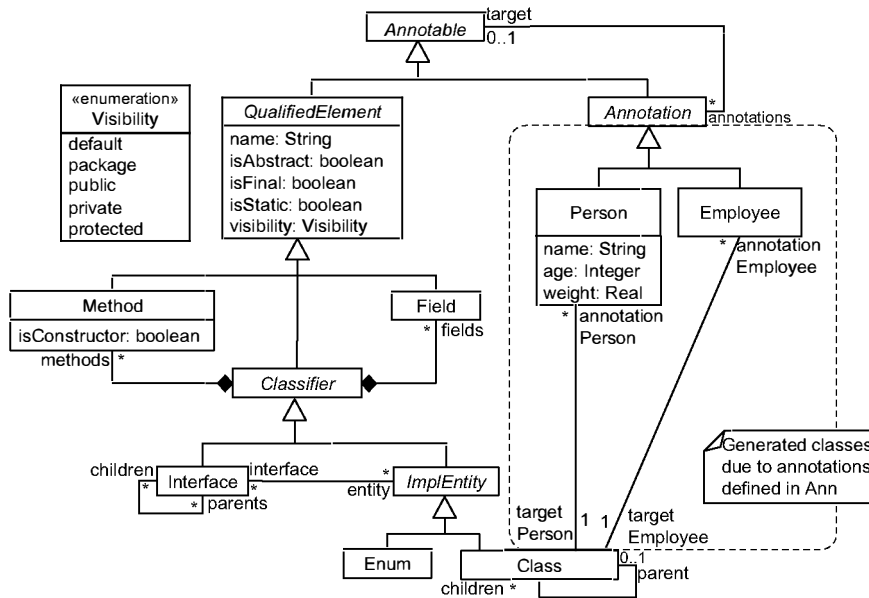 Annotable
target
0..1
«enumeration»
Visibility
default
package
public
private
protected
QualifiedElement
name: String
isAbstract: boolean
isFinal: boolean
isStatic: boolean
visibility: Visibility
Annotation
*
annotations
Person
name: String
age: Integer
weight: Real
Employee
* annotation
Employee
* annotation
Person
Method
isConstructor: boolean
methods *
Field
* fields
Classifier
children
*
Interface
* parents
interface
*
*
entity
ImplEntity
Generated classes
due to annotations
defined in Ann
target
Person
1
1
target
Employee
Enum
Class
0..1
parent
children *